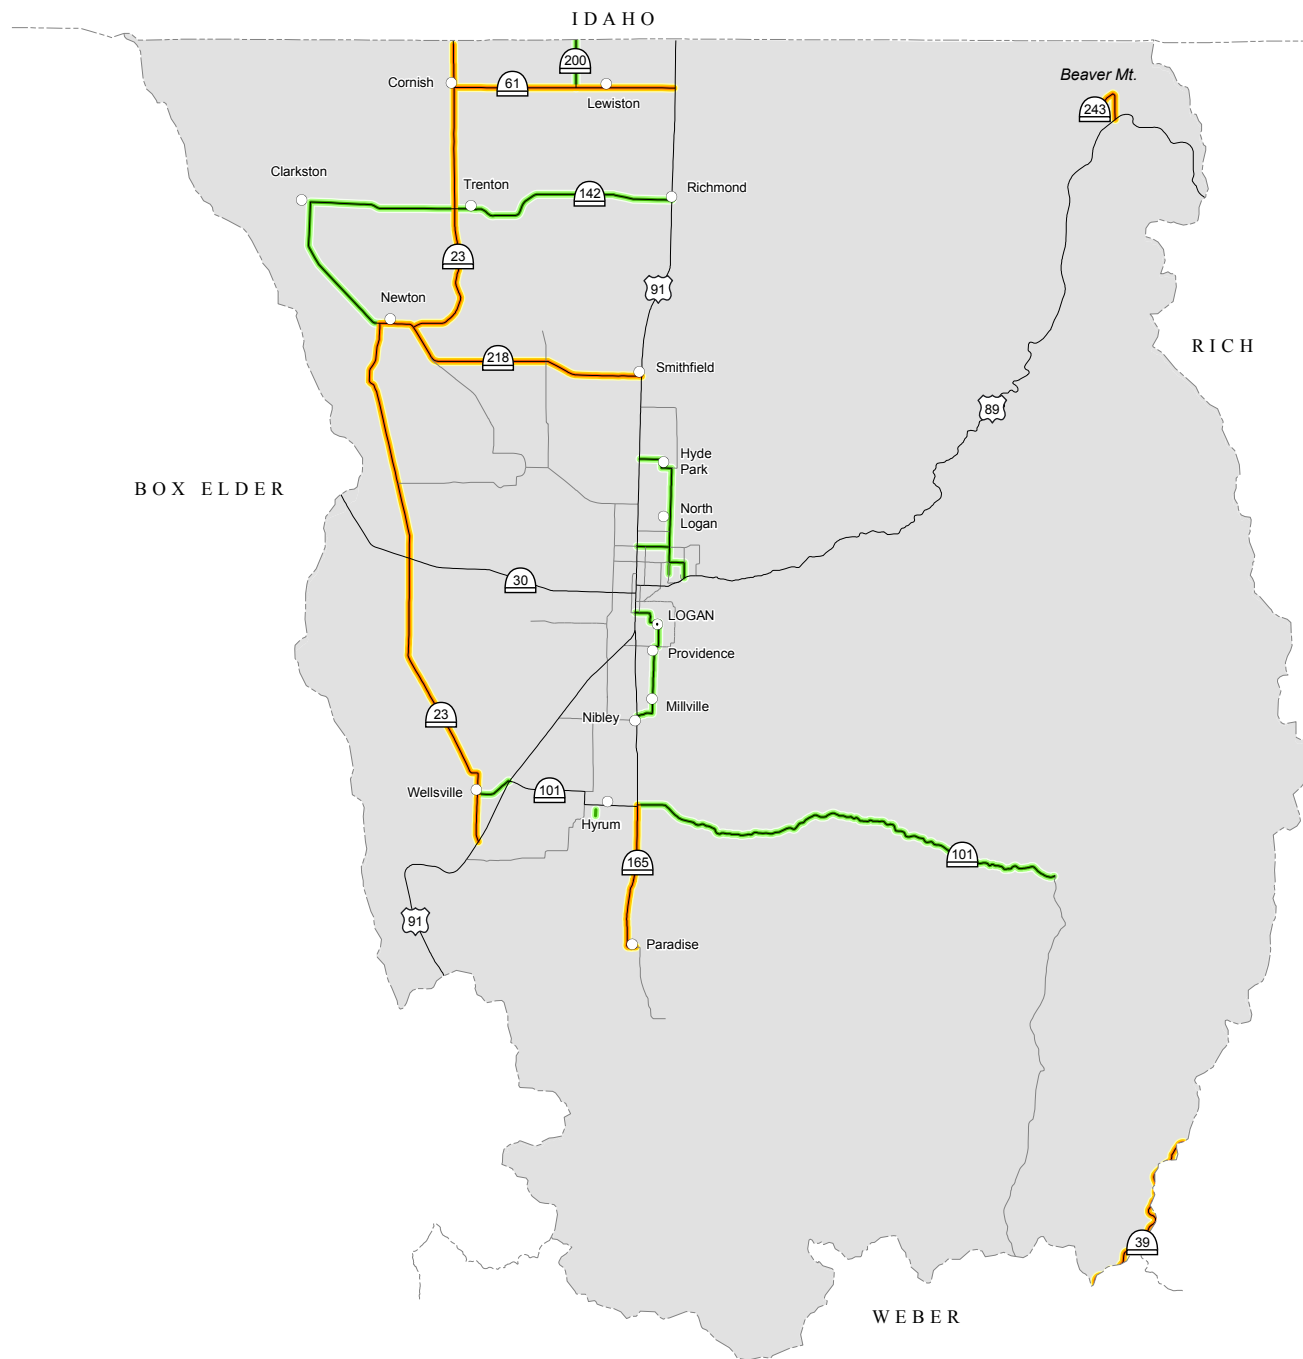 IDAHO
200
Beaver Mt.
Cornish
61
Lewiston
243
Clarkston
Trenton
142
Richmond
23
91
Newton
RICH
218
Smithfield
89
Hyde
Park
BOX ELDER
North
Logan
30
LOGAN
Providence
23
Millville
Nibley
Wellsville
101
Hyrum
165
101
91
Paradise
39
WEBER